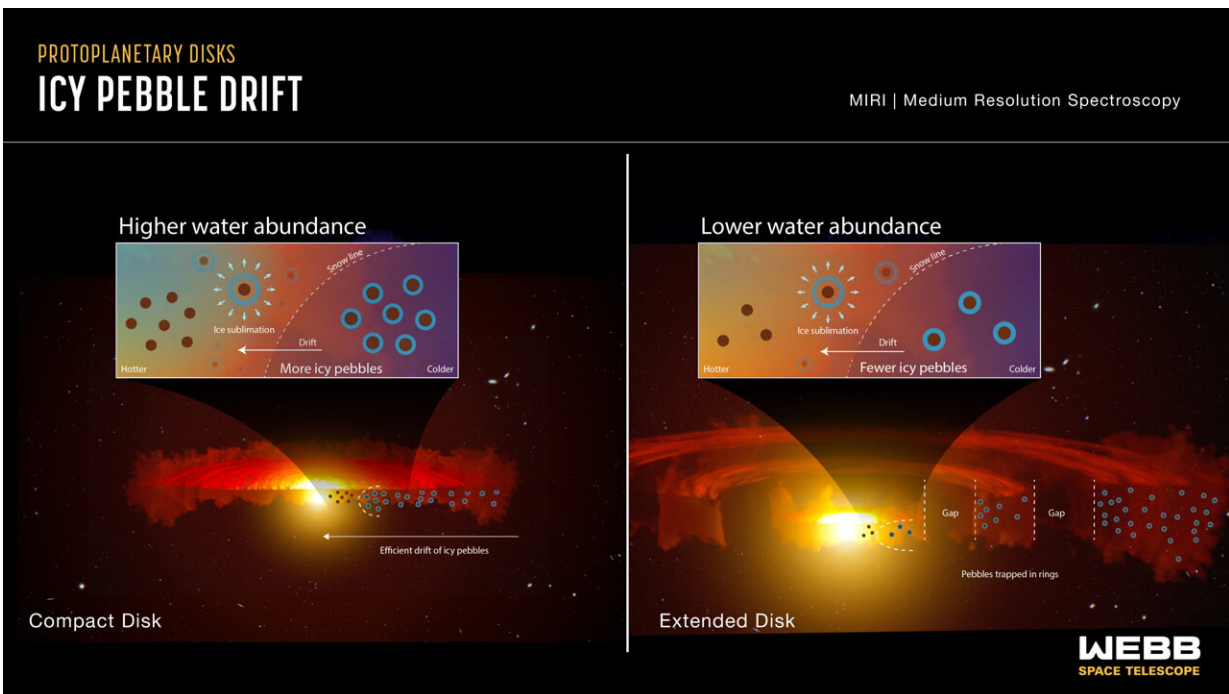 PROTOPLANETARY DISKS
ICY PEBBLE DRIFT
MIRI | Medium Resolution Spectroscopy
Higher water abundance
Snow line
Ice sublimation
Drift
Hotter
More icy pebbles
Colder
Efficient drift of icy pebbles
Compact Disk
Lower water abundance
Snow line
Ice sublimation
Drift
Hotter
Fewer icy pebbles
Colder
Gap
Gap
Pebbles trapped in rings
Extended Disk
WEBB
SPACE TELESCOPE